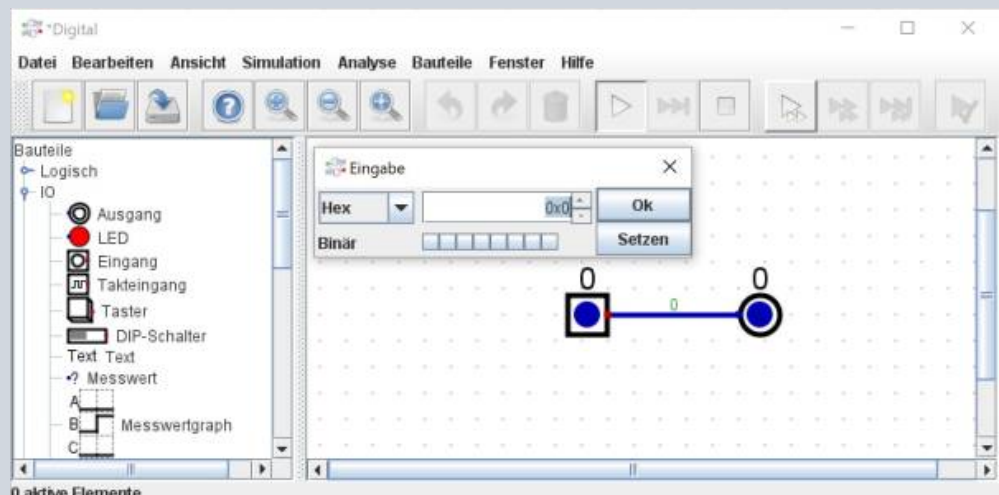 *Digital
Datei Bearbeiten Ansicht Simulation Analyse Bauteile Fenster Hilfe
Bauteile
Logisch
IO
Ausgang
LED
Eingang
Takteingang
Taster
DIP-Schalter
Text Text
? Messwert
A
B Messwertgraph
C
Eingabe
Hex 0x0 Ok
Binär Setzen
0 0
0
0 aktive Elemente